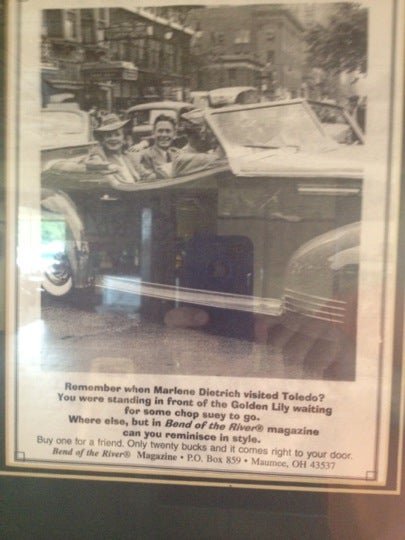 Remember when Marlene Dietrich visited Toledo?
You were standing in front of the Golden Lily waiting
for some chop suey to go.
Where else, but in Bend of the River® magazine
can you reminisce in style.
Buy one for a friend. Only twenty bucks and it comes right to your door.
Bend of the River® Magazine • P.O. Box 859 • Maumee, OH 43537